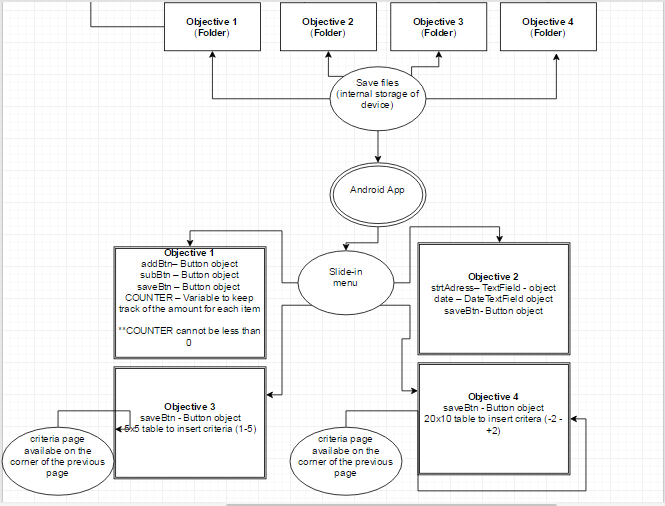 Objective 1
(Folder)
Objective 2
(Folder)
Objective 3
(Folder)
Objective 4
(Folder)
Save files
(internal storage of
device)
Android App
Slide-in
menu
Objective 1
addBtn– Button object
subBtn – Button object
saveBtn – Button object
COUNTER – Variable to keep
track of the amount for each item
**COUNTER cannot be less than
0
Objective 2
strtAdress– TextField - object
date – DateTextField object
saveBtn- Button object
Objective 3
saveBtn - Button object
5x5 table to insert criteria (1-5)
Objective 4
saveBtn - Button object
20x10 table to insert critera (-2 -
+2)
criteria page
availabe on the
corner of the previous
page
criteria page
availabe on the
corner of the previous
page